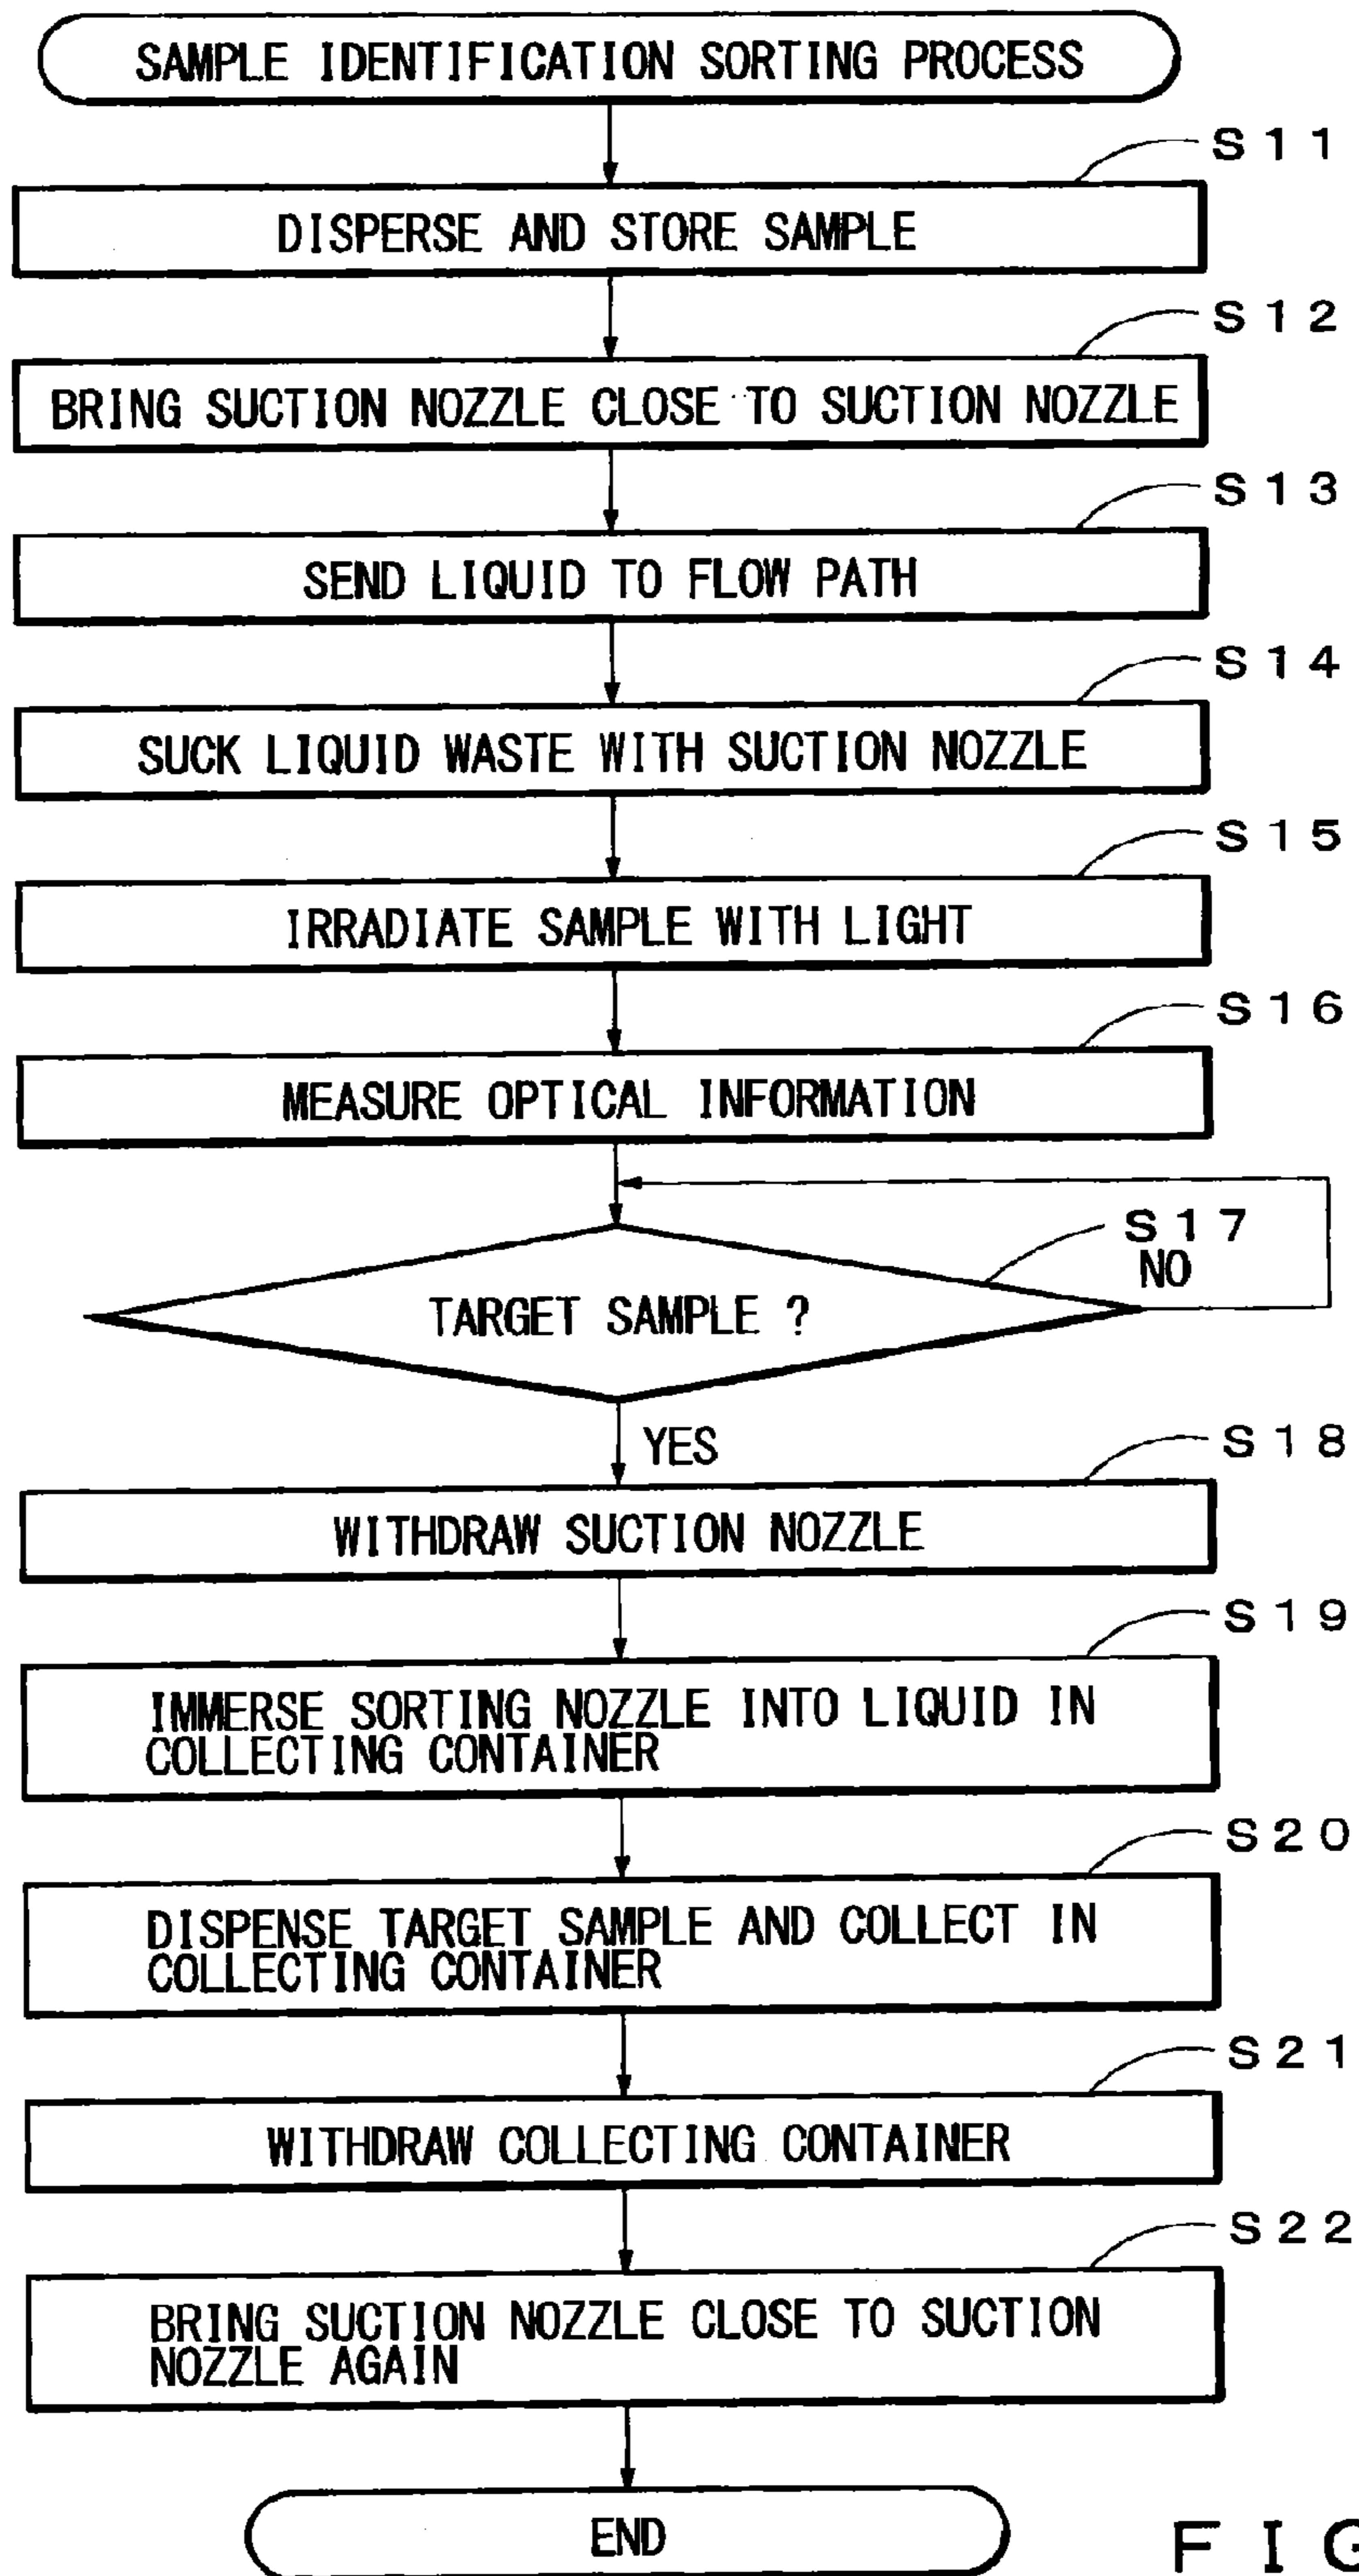 SAMPLE IDENTIFICATION SORTING PROCESS
S11
DISPERSE AND STORE SAMPLE
S12
BRING SUCTION NOZZLE CLOSE TO SUCTION NOZZLE
S13
SEND LIQUID TO FLOW PATH
S14
SUCK LIQUID WASTE WITH SUCTION NOZZLE
S15
IRRADIATE SAMPLE WITH LIGHT
S16
MEASURE OPTICAL INFORMATION
S17
NO
TARGET SAMPLE ?
YES
S18
WITHDRAW SUCTION NOZZLE
S19
IMMERSE SORTING NOZZLE INTO LIQUID IN
COLLECTING CONTAINER
S20
DISPENSE TARGET SAMPLE AND COLLECT IN
COLLECTING CONTAINER
S21
WITHDRAW COLLECTING CONTAINER
S22
BRING SUCTION NOZZLE CLOSE TO SUCTION
NOZZLE AGAIN
END
FIG